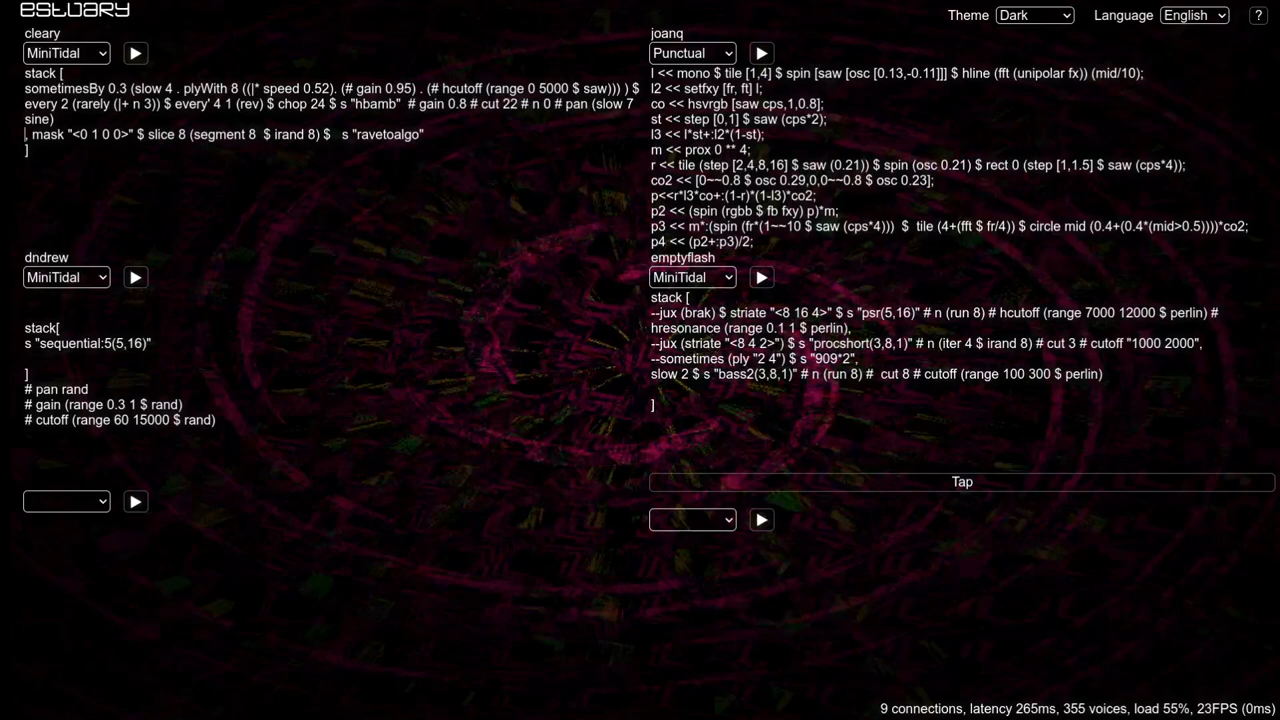 estuary
Theme Dark Language English ?
cleary
MiniTidal
stack [
sometimesBy 0.3 (slow 4 . plyWith 8 ((|* speed 0.52). (# gain 0.95) . (# hcutoff (range 0 5000 $ saw))) ) $
every 2 (rarely (|+ n 3)) $ every' 4 1 (rev) $ chop 24 $ s "hbamb"  # gain 0.8 # cut 22 # n 0 # pan (slow 7
sine)
, mask "<0 1 0 0>" $ slice 8 (segment 8  $ irand 8) $   s "ravetoalgo"
]
joanq
Punctual
l << mono $ tile [1,4] $ spin [saw [osc [0.13,-0.11]]] $ hline (fft (unipolar fx)) (mid/10);
l2 << setfxy [fr, ft] l;
co << hsvrgb [saw cps,1,0.8];
st << step [0,1] $ saw (cps*2);
l3 << l*st+:l2*(1-st);
m << prox 0 ** 4;
r << tile (step [2,4,8,16] $ saw (0.21)) $ spin (osc 0.21) $ rect 0 (step [1,1.5] $ saw (cps*4));
co2 << [0~~0.8 $ osc 0.29,0,0~~0.8 $ osc 0.23];
p<<r*l3*co+:(1-r)*(1-l3)*co2;
p2 << (spin (rgbb $ fb fxy) p)*m;
p3 << m*:(spin (fr*(1~~10 $ saw (cps*4)))  $  tile (4+(fft $ fr/4)) $ circle mid (0.4+(0.4*(mid>0.5))))*co2;
p4 << (p2+:p3)/2;
dndrew
MiniTidal
stack[
s "sequential:5(5,16)"
]
# pan rand
# gain (range 0.3 1 $ rand)
# cutoff (range 60 15000 $ rand)
emptyflash
MiniTidal
stack [
--jux (brak) $ striate "<8 16 4>" $ s "psr(5,16)" # n (run 8) # hcutoff (range 7000 12000 $ perlin) #
hresonance (range 0.1 1 $ perlin),
--jux (striate "<8 4 2>") $ s "procshort(3,8,1)" # n (iter 4 $ irand 8) # cut 3 # cutoff "1000 2000",
--sometimes (ply "2 4") $ s "909*2",
slow 2 $ s "bass2(3,8,1)" # n (run 8) #  cut 8 # cutoff (range 100 300 $ perlin)
]
Tap
9 connections, latency 265ms, 355 voices, load 55%, 23FPS (0ms)